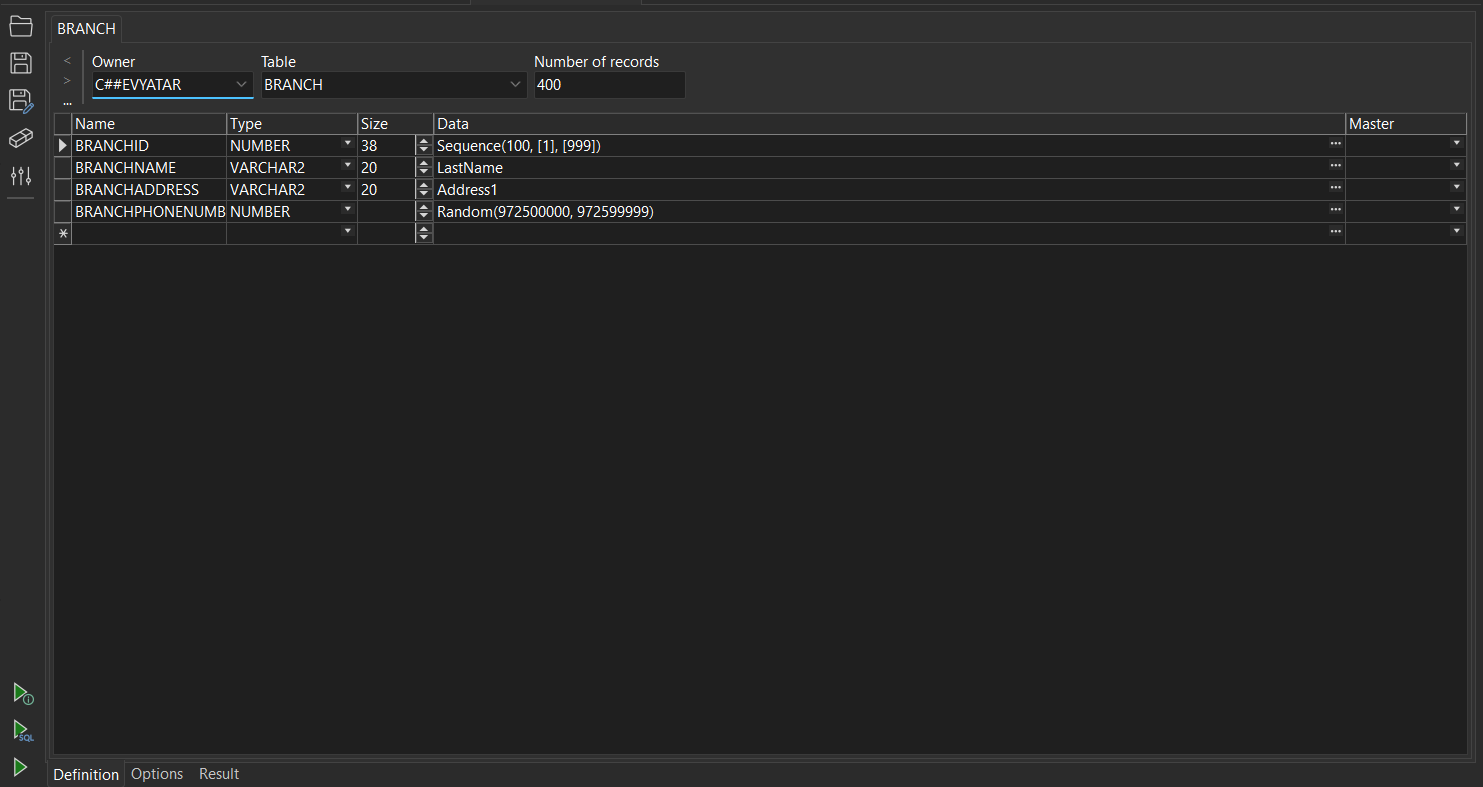 BRANCH
Owner Table Number of records
C##EVYATAR BRANCH 400
Name Type Size Data Master
BRANCHID NUMBER 38 Sequence(100, [1], [999])
BRANCHNAME VARCHAR2 20 LastName
BRANCHADDRESS VARCHAR2 20 Address1
BRANCHPHONENUMB NUMBER Random(972500000, 972599999)
SQL
Definition Options Result